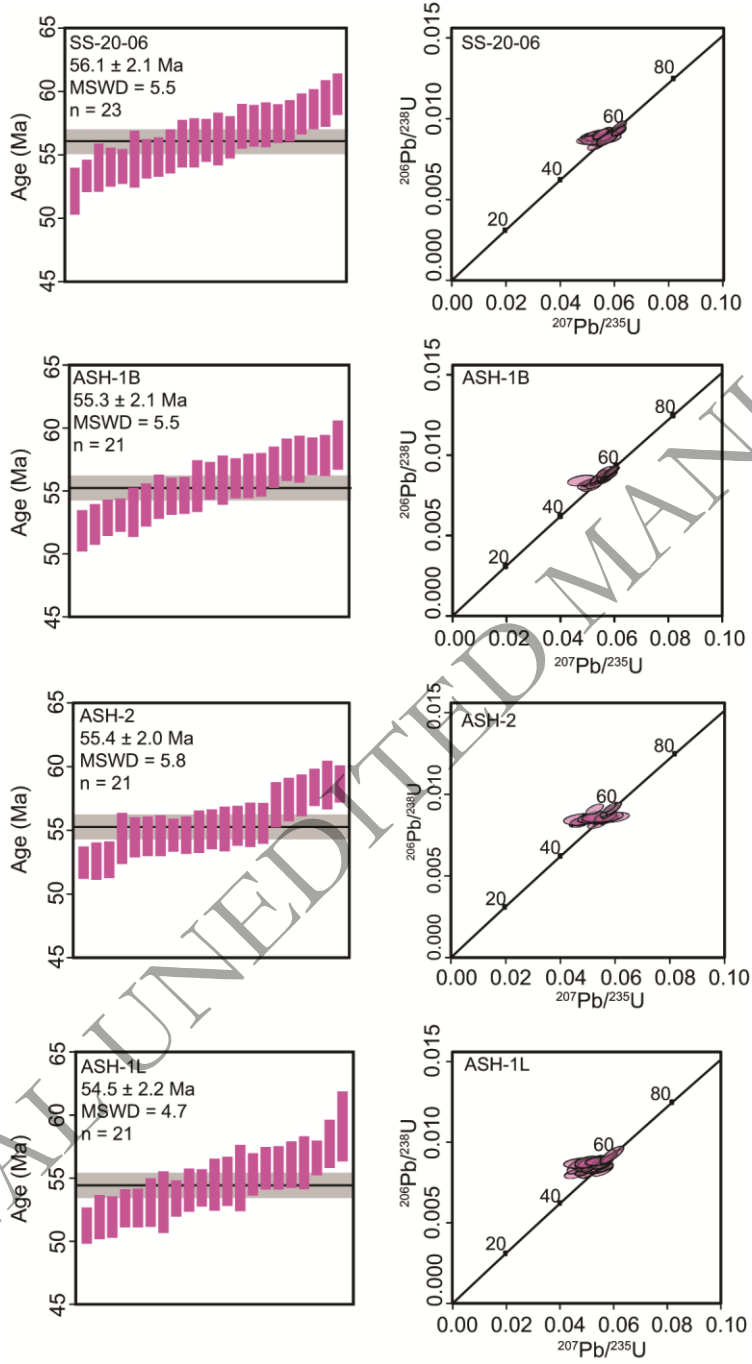 SS-20-06
56.1 ± 2.1 Ma
MSWD = 5.5
n = 23
65
60
55
50
45
Age (Ma)
SS-20-06
0.015
0.010
0.005
0.000
²⁰⁶Pb/²³⁸U
80
60
40
20
0.00 0.02 0.04 0.06 0.08 0.10
²⁰⁷Pb/²³⁵U
ASH-1B
55.3 ± 2.1 Ma
MSWD = 5.5
n = 21
65
60
55
50
45
Age (Ma)
ASH-1B
0.015
0.010
0.005
0.000
²⁰⁶Pb/²³⁸U
80
60
40
20
0.00 0.02 0.04 0.06 0.08 0.10
²⁰⁷Pb/²³⁵U
ASH-2
55.4 ± 2.0 Ma
MSWD = 5.8
n = 21
65
60
55
50
45
Age (Ma)
ASH-2
0.015
0.010
0.005
0.000
²⁰⁶Pb/²³⁸U
80
60
40
20
0.00 0.02 0.04 0.06 0.08 0.10
²⁰⁷Pb/²³⁵U
ASH-1L
54.5 ± 2.2 Ma
MSWD = 4.7
n = 21
65
60
55
50
45
Age (Ma)
ASH-1L
0.015
0.010
0.005
0.000
²⁰⁶Pb/²³⁸U
80
60
40
20
0.00 0.02 0.04 0.06 0.08 0.10
²⁰⁷Pb/²³⁵U
AL UNEDITED MANU